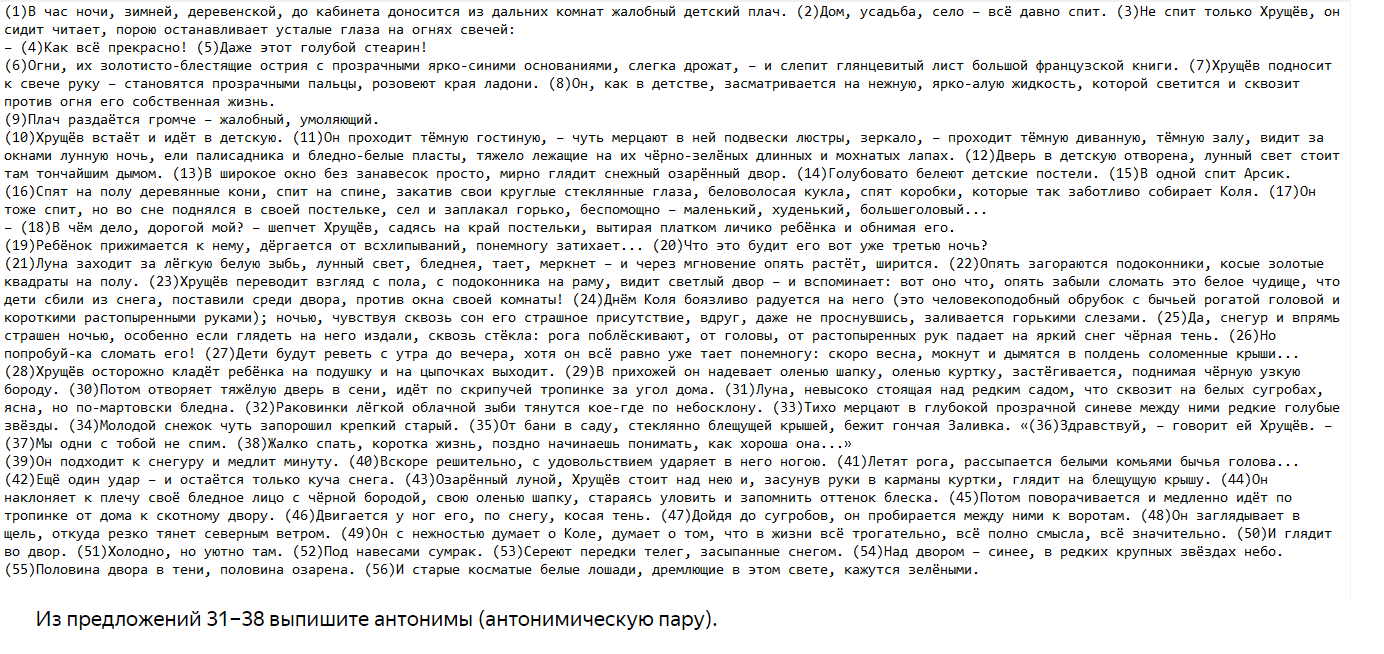 (1)В час ночи, зимней, деревенской, до кабинета доносится из дальних комнат жалобный детский плач. (2)Дом, усадьба, село – всё давно спит. (3)Не спит только Хрущёв, он
сидит читает, порою останавливает усталые глаза на огнях свечей:
– (4)Как всё прекрасно! (5)Даже этот голубой стеарин!
(6)Огни, их золотисто-блестящие острия с прозрачными ярко-синими основаниями, слегка дрожат, – и слепит глянцевитый лист большой французской книги. (7)Хрущёв подносит
к свече руку – становятся прозрачными пальцы, розовеют края ладони. (8)Он, как в детстве, засматривается на нежную, ярко-алую жидкость, которой светится и сквозит
против огня его собственная жизнь.
(9)Плач раздаётся громче – жалобный, умоляющий.
(10)Хрущёв встаёт и идёт в детскую. (11)Он проходит тёмную гостиную, – чуть мерцают в ней подвески люстры, зеркало, – проходит тёмную диванную, тёмную залу, видит за
окнами лунную ночь, ели палисадника и бледно-белые пласты, тяжело лежащие на их чёрно-зелёных длинных и мохнатых лапах. (12)Дверь в детскую отворена, лунный свет стоит
там тончайшим дымом. (13)В широкое окно без занавесок просто, мирно глядит снежный озарённый двор. (14)Голубовато белеют детские постели. (15)В одной спит Арсик.
(16)Спят на полу деревянные кони, спит на спине, закатив свои круглые стеклянные глаза, беловолосая кукла, спят коробки, которые так заботливо собирает Коля. (17)Он
тоже спит, но во сне поднялся в своей постельке, сел и заплакал горько, беспомощно – маленький, худенький, большеголовый...
– (18)В чём дело, дорогой мой? – шепчет Хрущёв, садясь на край постельки, вытирая платком личико ребёнка и обнимая его.
(19)Ребёнок прижимается к нему, дёргается от всхлипываний, понемногу затихает... (20)Что это будит его вот уже третью ночь?
(21)Луна заходит за лёгкую белую зыбь, лунный свет, бледнея, тает, меркнет – и через мгновение опять растёт, ширится. (22)Опять загораются подоконники, косые золотые
квадраты на полу. (23)Хрущёв переводит взгляд с пола, с подоконника на раму, видит светлый двор – и вспоминает: вот оно что, опять забыли сломать это белое чудище, что
дети сбили из снега, поставили среди двора, против окна своей комнаты! (24)Днём Коля боязливо радуется на него (это человекоподобный обрубок с бычьей рогатой головой и
короткими растопыренными руками); ночью, чувствуя сквозь сон его страшное присутствие, вдруг, даже не проснувшись, заливается горькими слезами. (25)Да, снегур и впрямь
страшен ночью, особенно если глядеть на него издали, сквозь стёкла: рога поблёскивают, от головы, от растопыренных рук падает на яркий снег чёрная тень. (26)Но
попробуй-ка сломать его! (27)Дети будут реветь с утра до вечера, хотя он всё равно уже тает понемногу: скоро весна, мокнут и дымятся в полдень соломенные крыши...
(28)Хрущёв осторожно кладёт ребёнка на подушку и на цыпочках выходит. (29)В прихожей он надевает оленью шапку, оленью куртку, застёгивается, поднимая чёрную узкую
бороду. (30)Потом отворяет тяжёлую дверь в сени, идёт по скрипучей тропинке за угол дома. (31)Луна, невысоко стоящая над редким садом, что сквозит на белых сугробах,
ясна, но по-мартовски бледна. (32)Раковинки лёгкой облачной зыби тянутся кое-где по небосклону. (33)Тихо мерцают в глубокой прозрачной синеве между ними редкие голубые
звёзды. (34)Молодой снежок чуть запорошил крепкий старый. (35)От бани в саду, стеклянно блещущей крышей, бежит гончая Заливка. «(36)Здравствуй, – говорит ей Хрущёв. –
(37)Мы одни с тобой не спим. (38)Жалко спать, коротка жизнь, поздно начинаешь понимать, как хороша она...»
(39)Он подходит к снегуру и медлит минуту. (40)Вскоре решительно, с удовольствием ударяет в него ногою. (41)Летят рога, рассыпается белыми комьями бычья голова...
(42)Ещё один удар – и остаётся только куча снега. (43)Озарённый луной, Хрущёв стоит над нею и, засунув руки в карманы куртки, глядит на блещущую крышу. (44)Он
наклоняет к плечу своё бледное лицо с чёрной бородой, свою оленью шапку, стараясь уловить и запомнить оттенок блеска. (45)Потом поворачивается и медленно идёт по
тропинке от дома к скотному двору. (46)Двигается у ног его, по снегу, косая тень. (47)Дойдя до сугробов, он пробирается между ними к воротам. (48)Он заглядывает в
щель, откуда резко тянет северным ветром. (49)Он с нежностью думает о Коле, думает о том, что в жизни всё трогательно, всё полно смысла, всё значительно. (50)И глядит
во двор. (51)Холодно, но уютно там. (52)Под навесами сумрак. (53)Сереют передки телег, засыпанные снегом. (54)Над двором – синее, в редких крупных звёздах небо.
(55)Половина двора в тени, половина озарена. (56)И старые косматые белые лошади, дремлющие в этом свете, кажутся зелёными.
Из предложений 31−38 выпишите антонимы (антонимическую пару).